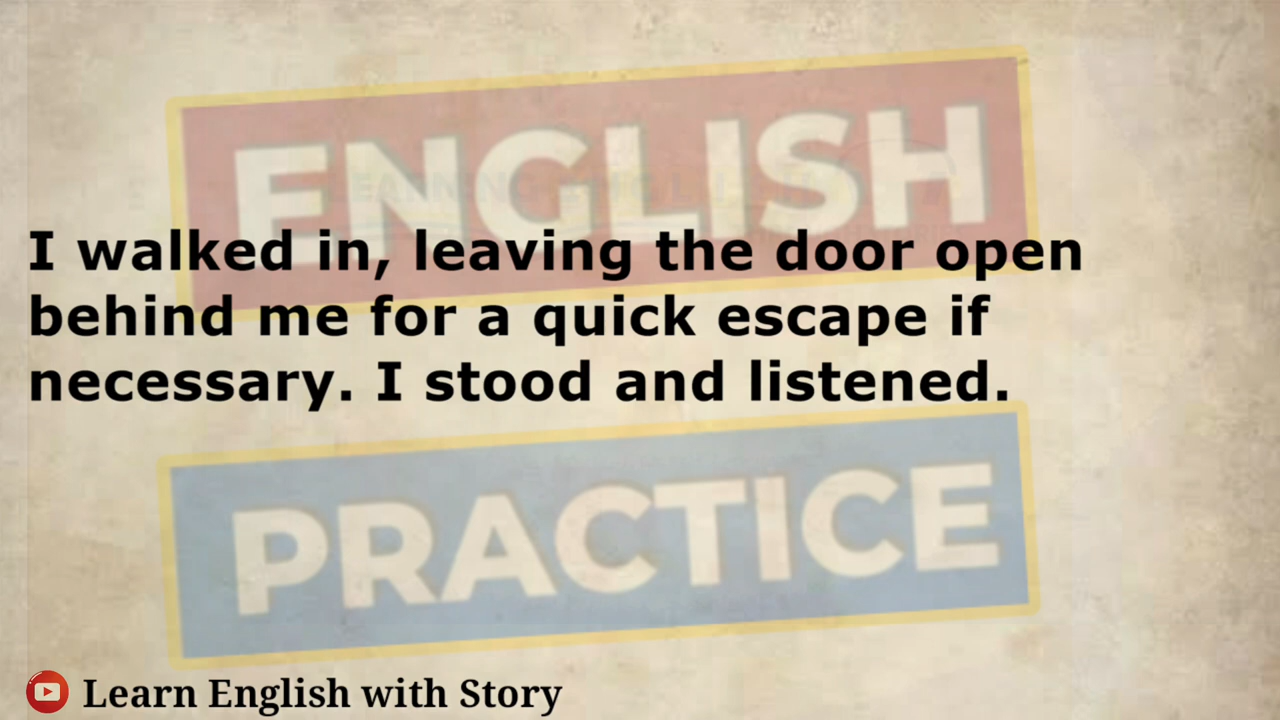 ENGLISH
I walked in, leaving the door open
behind me for a quick escape if
necessary. I stood and listened.
PRACTICE
Learn English with Story